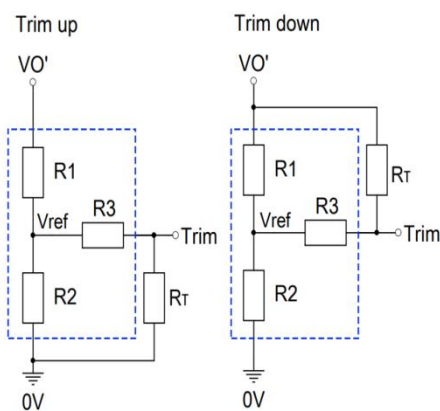 Trim up
VO'
R1
Vref
R3
Trim
R2
RT
0V
Trim down
VO'
R1
RT
Vref
R3
Trim
R2
0V